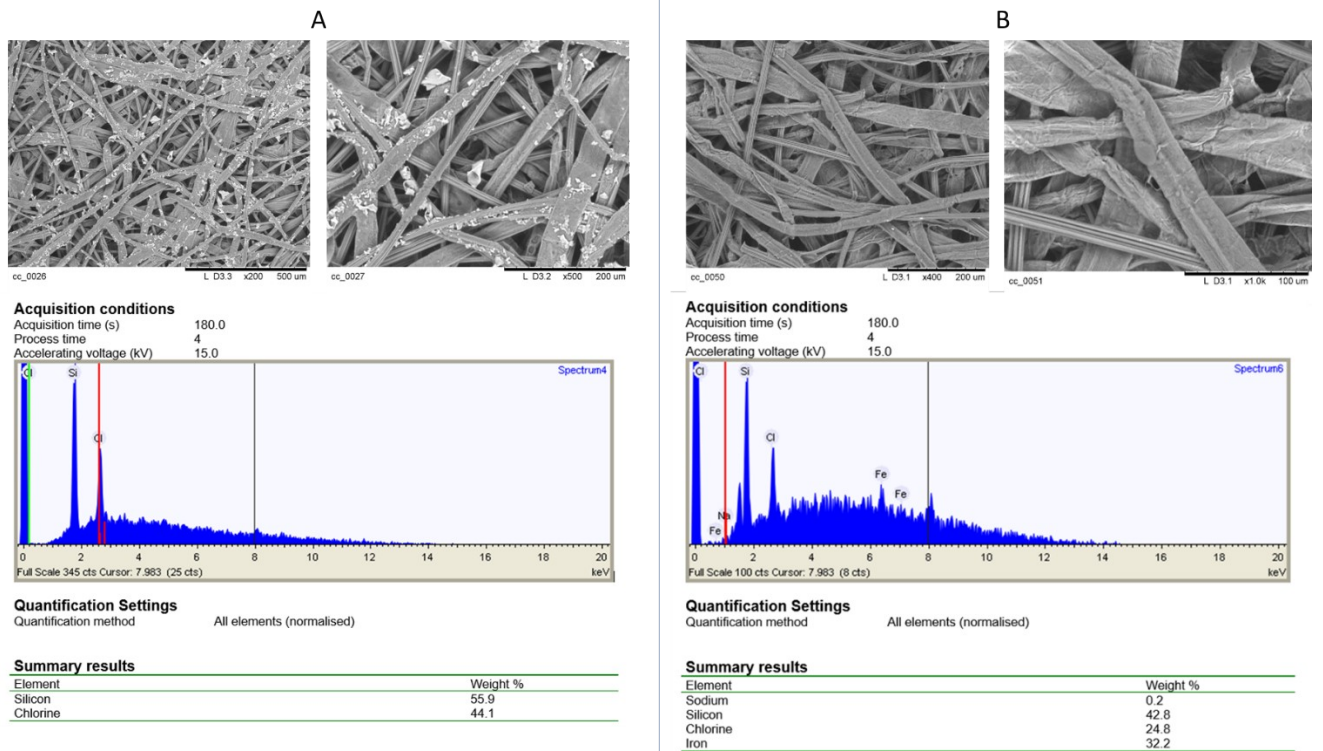 A
cc_0026 L D3.3 x200 500 um
cc_0027 L D3.2 x500 200 um
Acquisition conditions
Acquisition time (s) 180.0
Process time 4
Accelerating voltage (kV) 15.0
Spectrum4
Cl Si
Cl
0 2 4 6 8 10 12 14 16 18 20
Full Scale 345 cts Cursor: 7.983 (25 cts) keV
Quantification Settings
Quantification method All elements (normalised)
Summary results
Element Weight %
Silicon 55.9
Chlorine 44.1
B
cc_0050 L D3.1 x400 200 um
cc_0051 L D3.1 x1.0k 100 um
Acquisition conditions
Acquisition time (s) 180.0
Process time 4
Accelerating voltage (kV) 15.0
Spectrum6
Cl Si
Cl
Fe
Fe
Na
Fe
0 2 4 6 8 10 12 14 16 18 20
Full Scale 100 cts Cursor: 7.983 (8 cts) keV
Quantification Settings
Quantification method All elements (normalised)
Summary results
Element Weight %
Sodium 0.2
Silicon 42.8
Chlorine 24.8
Iron 32.2